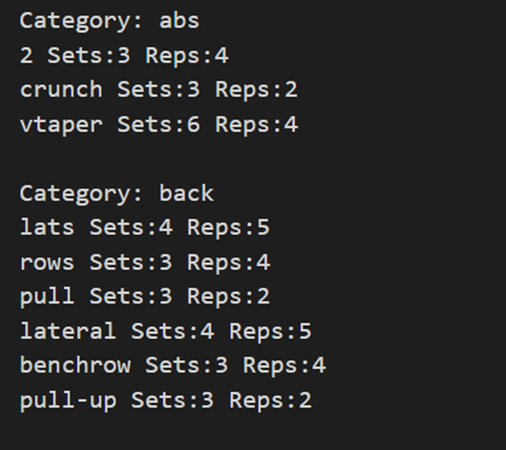 Category: abs
2 Sets:3 Reps:4
crunch Sets:3 Reps:2
vtaper Sets:6 Reps:4
Category: back
lats Sets:4 Reps:5
rows Sets:3 Reps:4
pull Sets:3 Reps:2
lateral Sets:4 Reps:5
benchrow Sets:3 Reps:4
pull-up Sets:3 Reps:2